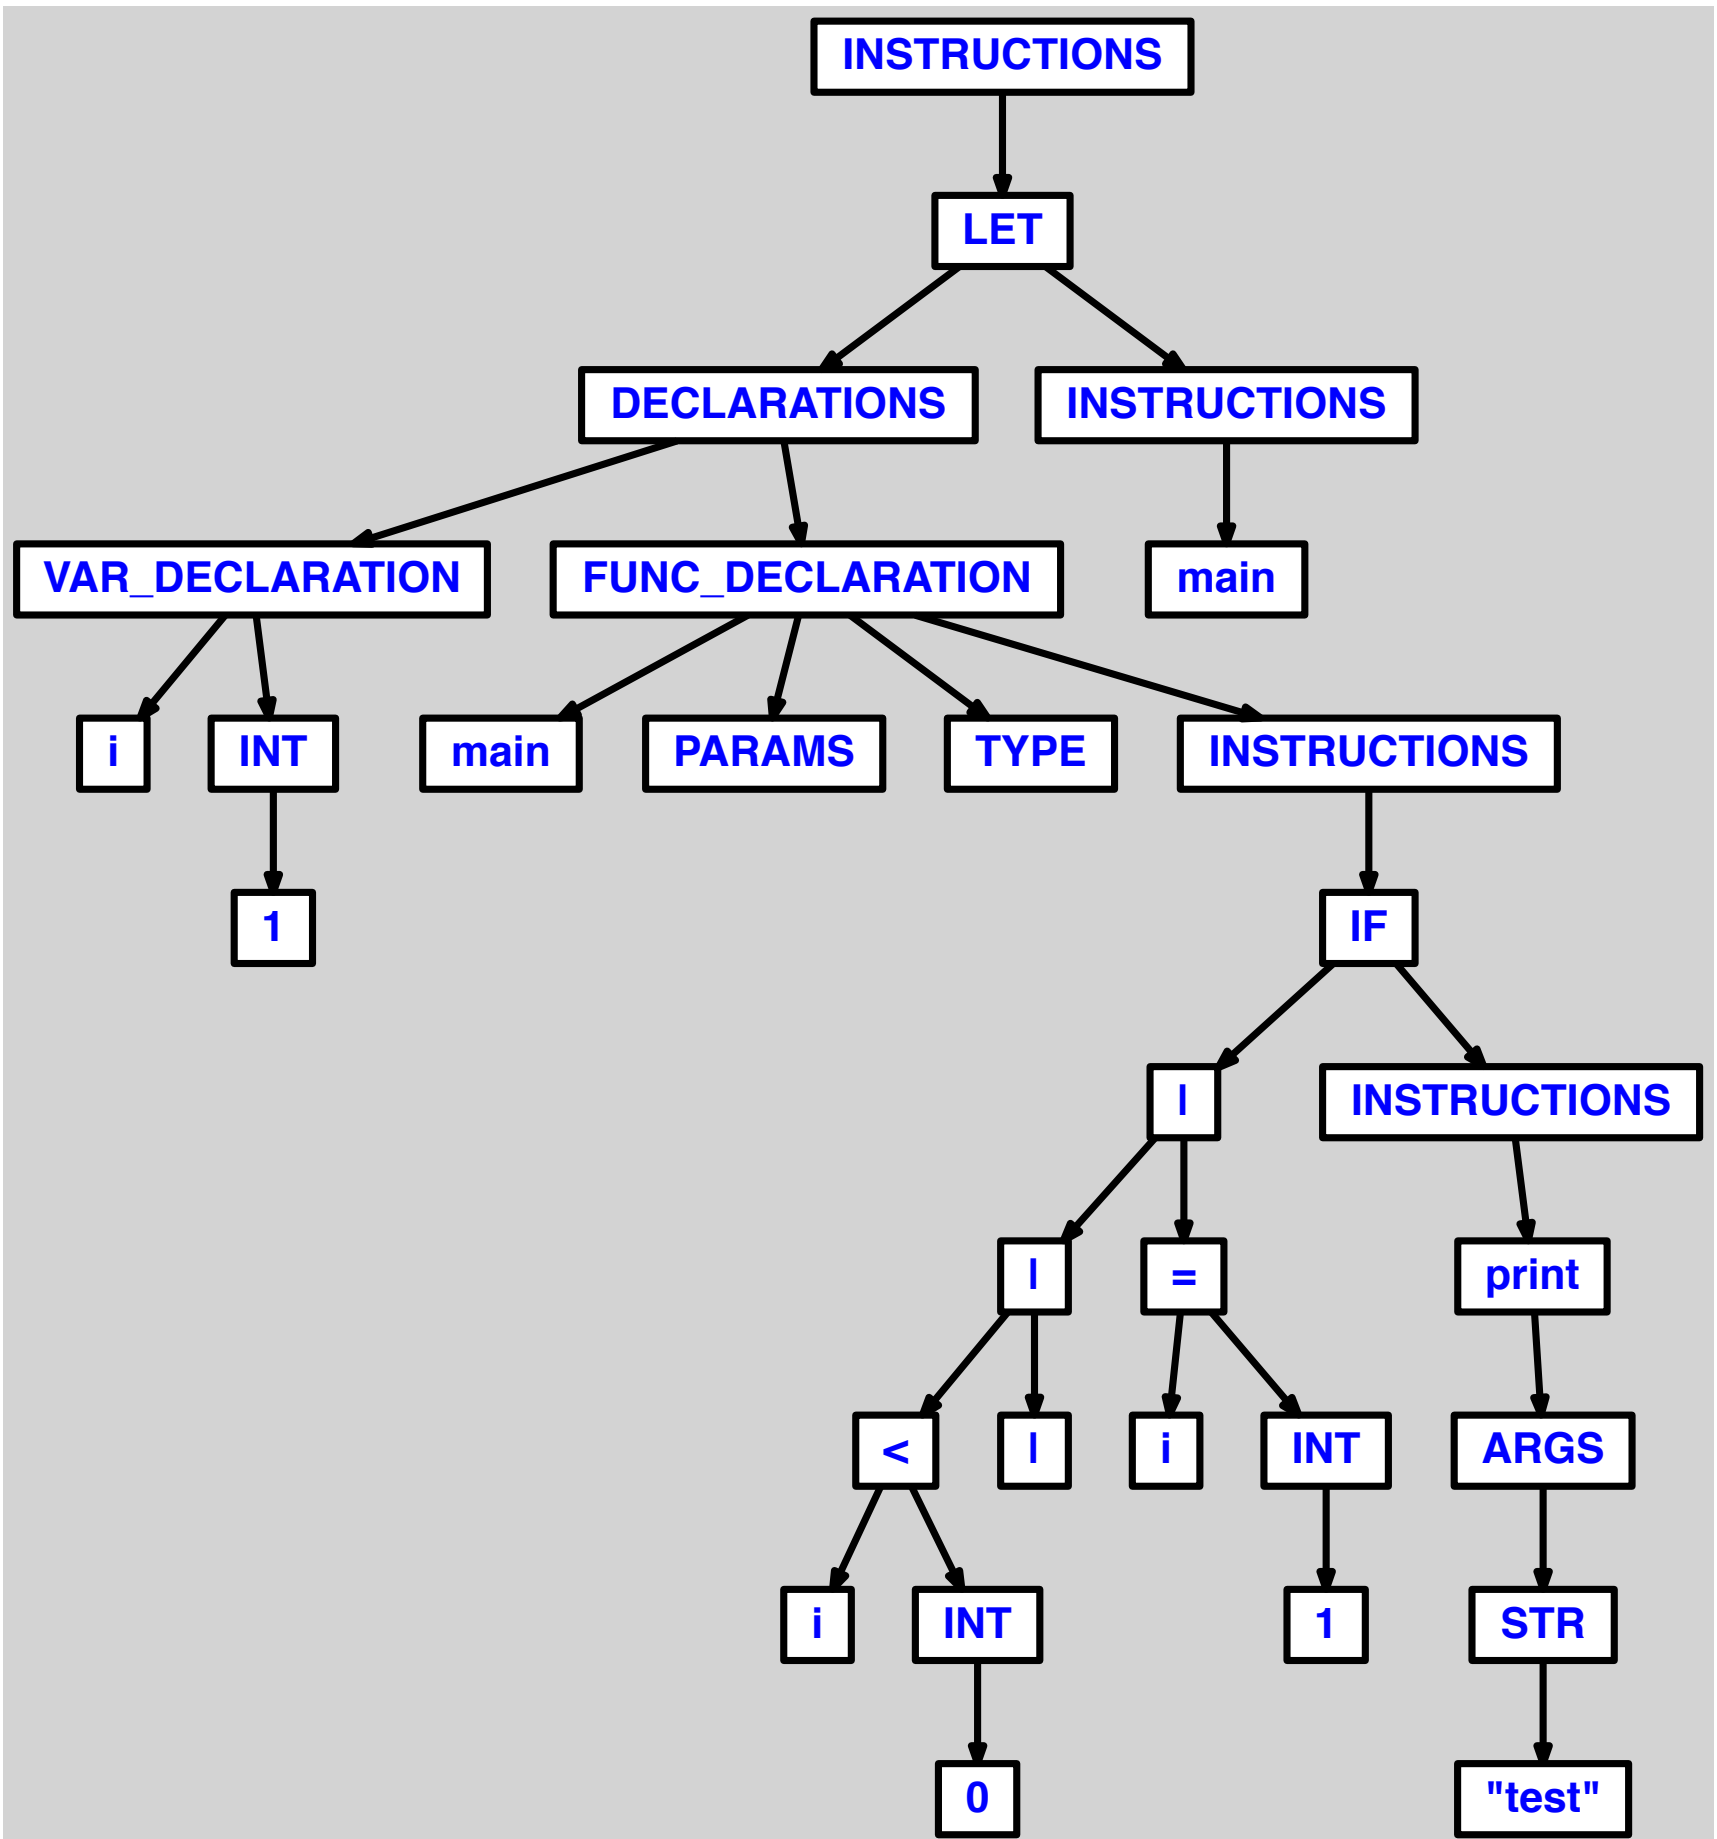 INSTRUCTIONS
LET
DECLARATIONS INSTRUCTIONS
VAR_DECLARATION FUNC_DECLARATION main
i INT main PARAMS TYPE INSTRUCTIONS
1 IF
| INSTRUCTIONS
| = print
< | i INT ARGS
i INT 1 STR
0 "test"